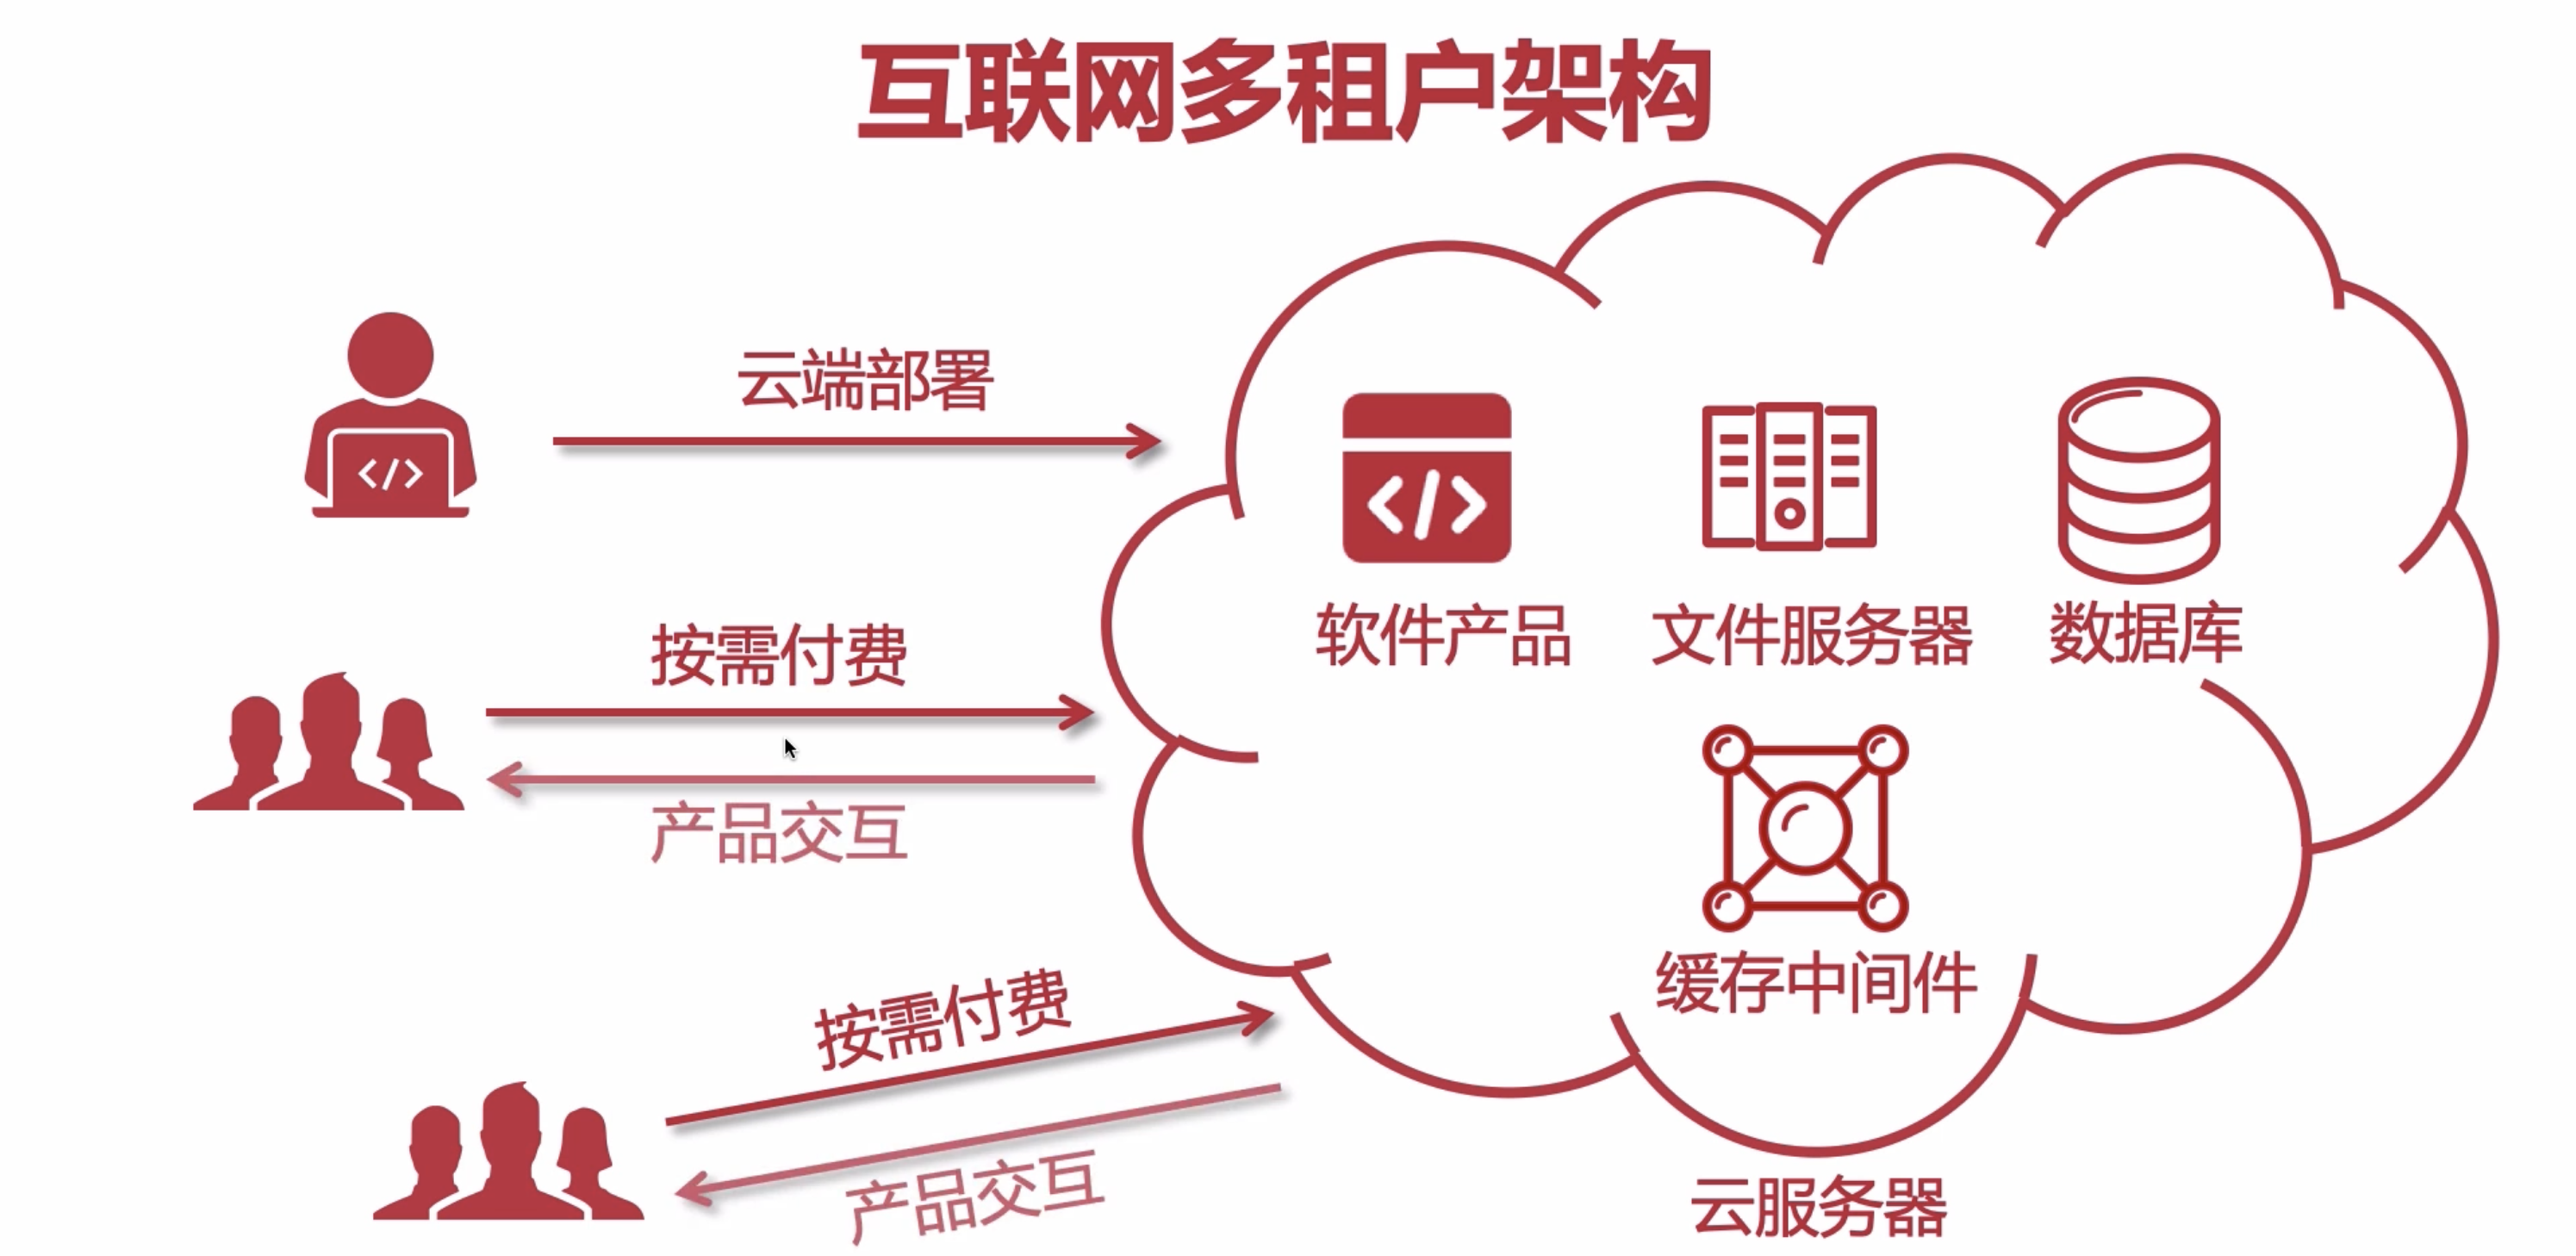 互联网多租户架构
云端部署
</>
</>
软件产品
文件服务器
数据库
按需付费
产品交互
缓存中间件
按需付费
产品交互
云服务器